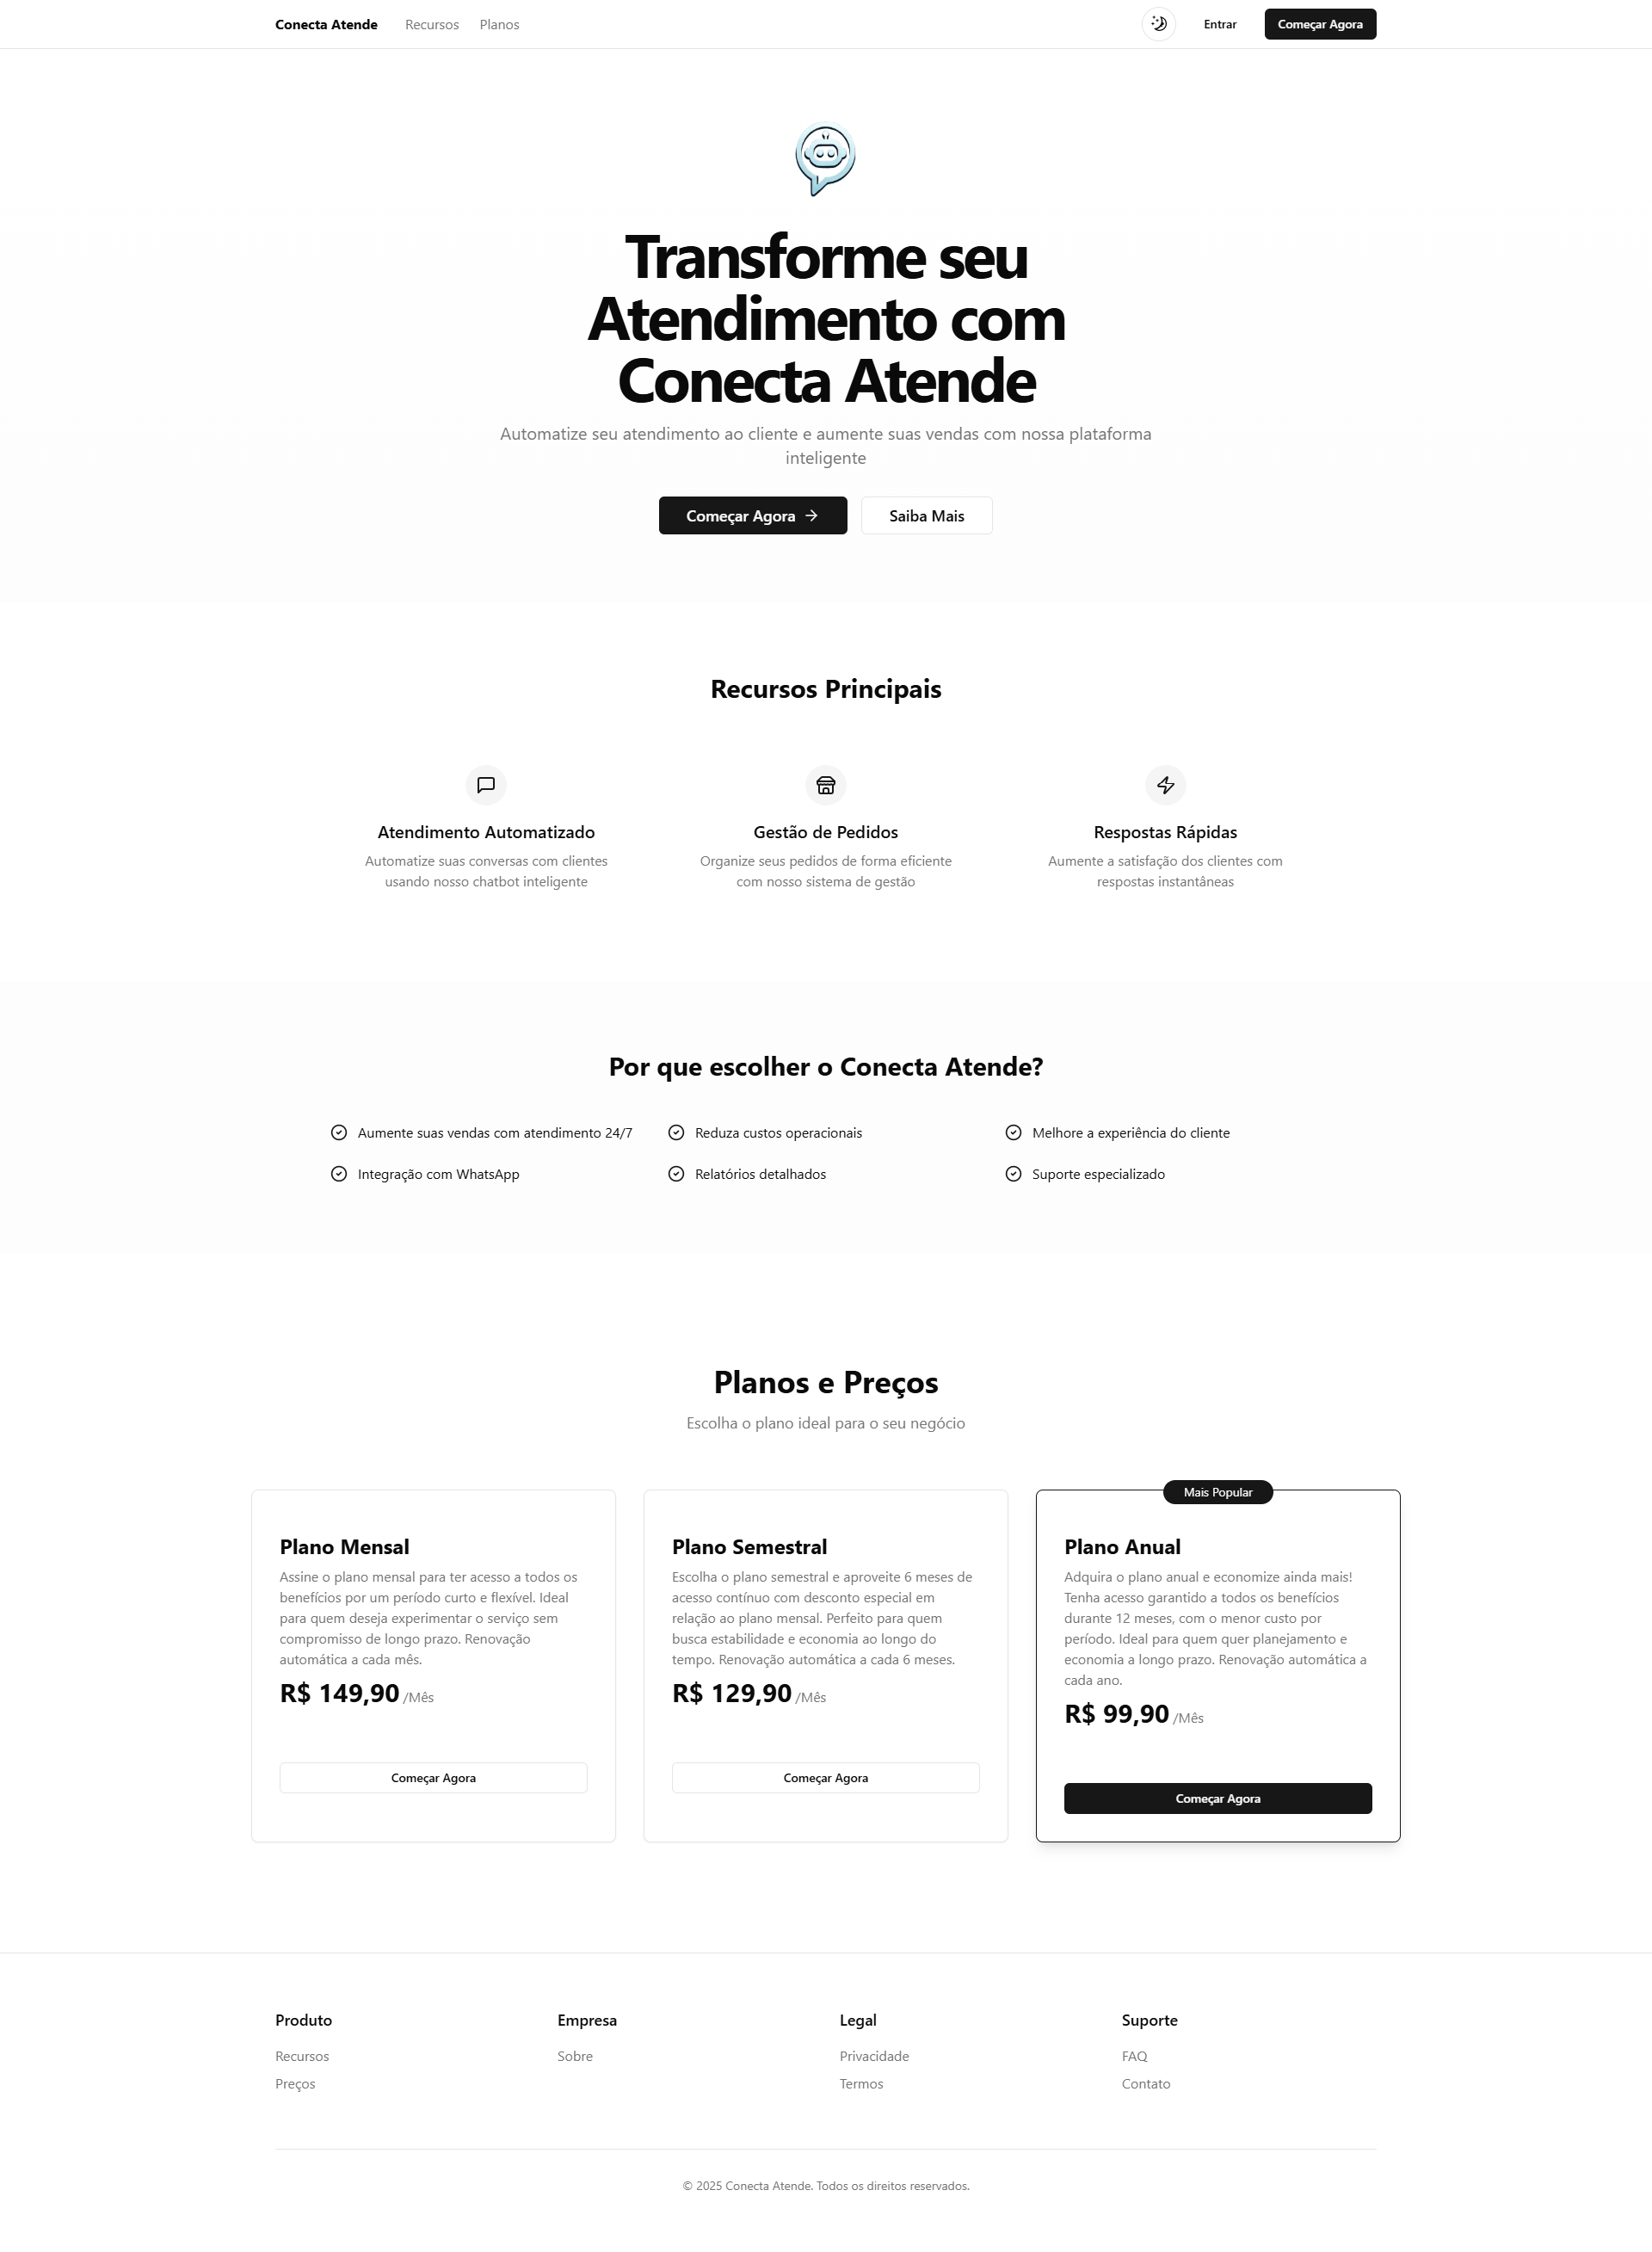 Conecta Atende
Recursos
Planos
Entrar
Começar Agora
Transforme seu
Atendimento com
Conecta Atende
Automatize seu atendimento ao cliente e aumente suas vendas com nossa plataforma
inteligente
Começar Agora
Saiba Mais
Recursos Principais
Atendimento Automatizado
Automatize suas conversas com clientes
usando nosso chatbot inteligente
Gestão de Pedidos
Organize seus pedidos de forma eficiente
com nosso sistema de gestão
Respostas Rápidas
Aumente a satisfação dos clientes com
respostas instantâneas
Por que escolher o Conecta Atende?
Aumente suas vendas com atendimento 24/7
Reduza custos operacionais
Melhore a experiência do cliente
Integração com WhatsApp
Relatórios detalhados
Suporte especializado
Planos e Preços
Escolha o plano ideal para o seu negócio
Plano Mensal
Assine o plano mensal para ter acesso a todos os
benefícios por um período curto e flexível. Ideal
para quem deseja experimentar o serviço sem
compromisso de longo prazo. Renovação
automática a cada mês.
R$ 149,90 /Mês
Começar Agora
Plano Semestral
Escolha o plano semestral e aproveite 6 meses de
acesso contínuo com desconto especial em
relação ao plano mensal. Perfeito para quem
busca estabilidade e economia ao longo do
tempo. Renovação automática a cada 6 meses.
R$ 129,90 /Mês
Começar Agora
Mais Popular
Plano Anual
Adquira o plano anual e economize ainda mais!
Tenha acesso garantido a todos os benefícios
durante 12 meses, com o menor custo por
período. Ideal para quem quer planejamento e
economia a longo prazo. Renovação automática a
cada ano.
R$ 99,90 /Mês
Começar Agora
Produto
Recursos
Preços
Empresa
Sobre
Legal
Privacidade
Termos
Suporte
FAQ
Contato
© 2025 Conecta Atende. Todos os direitos reservados.